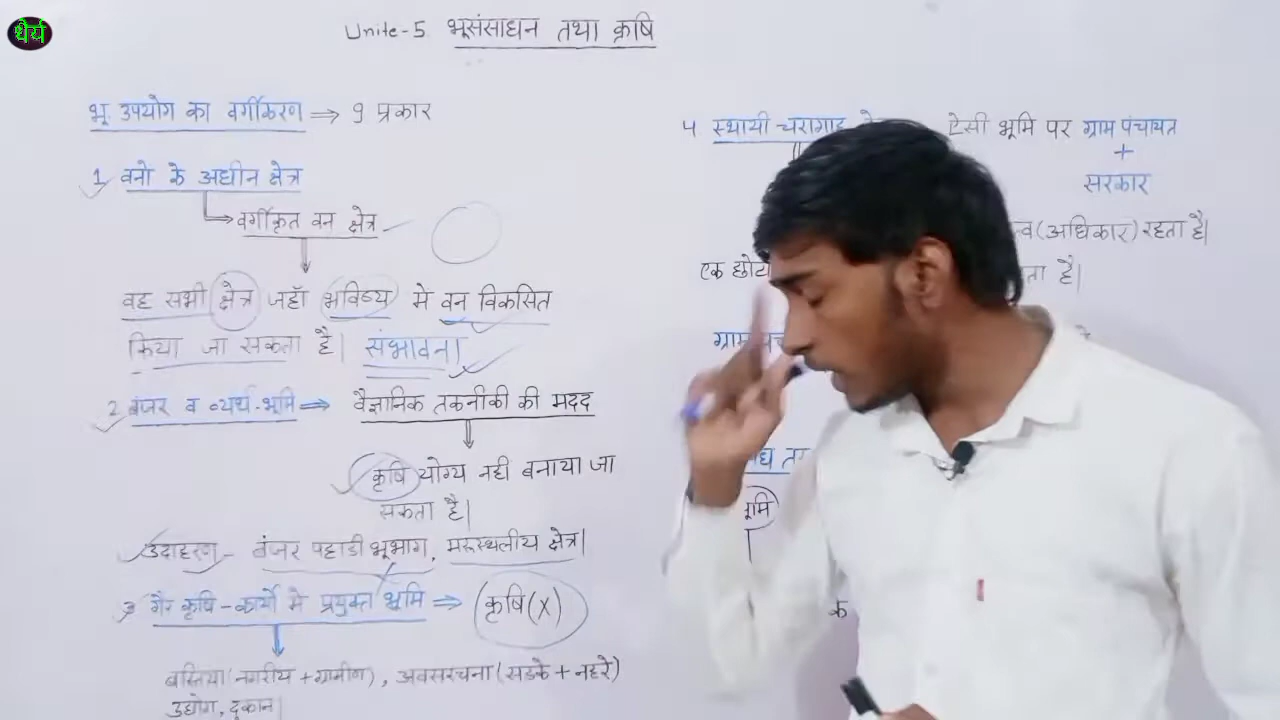 धैर्य
Unite-5 भूसंसाधन तथा कृषि
भू उपयोग का वर्गीकरण ⇒ 9 प्रकार
1 वनो के अधीन क्षेत्र
वर्गीकृत वन क्षेत्र
वह सभी क्षेत्र जहाँ भविष्य मे वन विकसित
किया जा सकता है। संभावना
2 बंजर व व्यर्थ-भूमि ⇒ वैज्ञानिक तकनीकी की मदद
कृषि योग्य नही बनाया जा
सकता है।
उदाहरण - बंजर पहाडी भूभाग, मरूस्थलीय क्षेत्र।
3 गैर कृषि-कार्यो मे प्रयुक्त भूमि ⇒ (कृषि(X)
बस्तिया (नगरीय + ग्रामीण), अवसरचना (सडके + नहरे)
उद्योग, दुकान।
4 स्थायी चरागाह
ऐसी भूमि पर ग्राम पंचायत
+
सरकार
(अधिकार) रहता है।
एक छोटा
है।
ग्राम